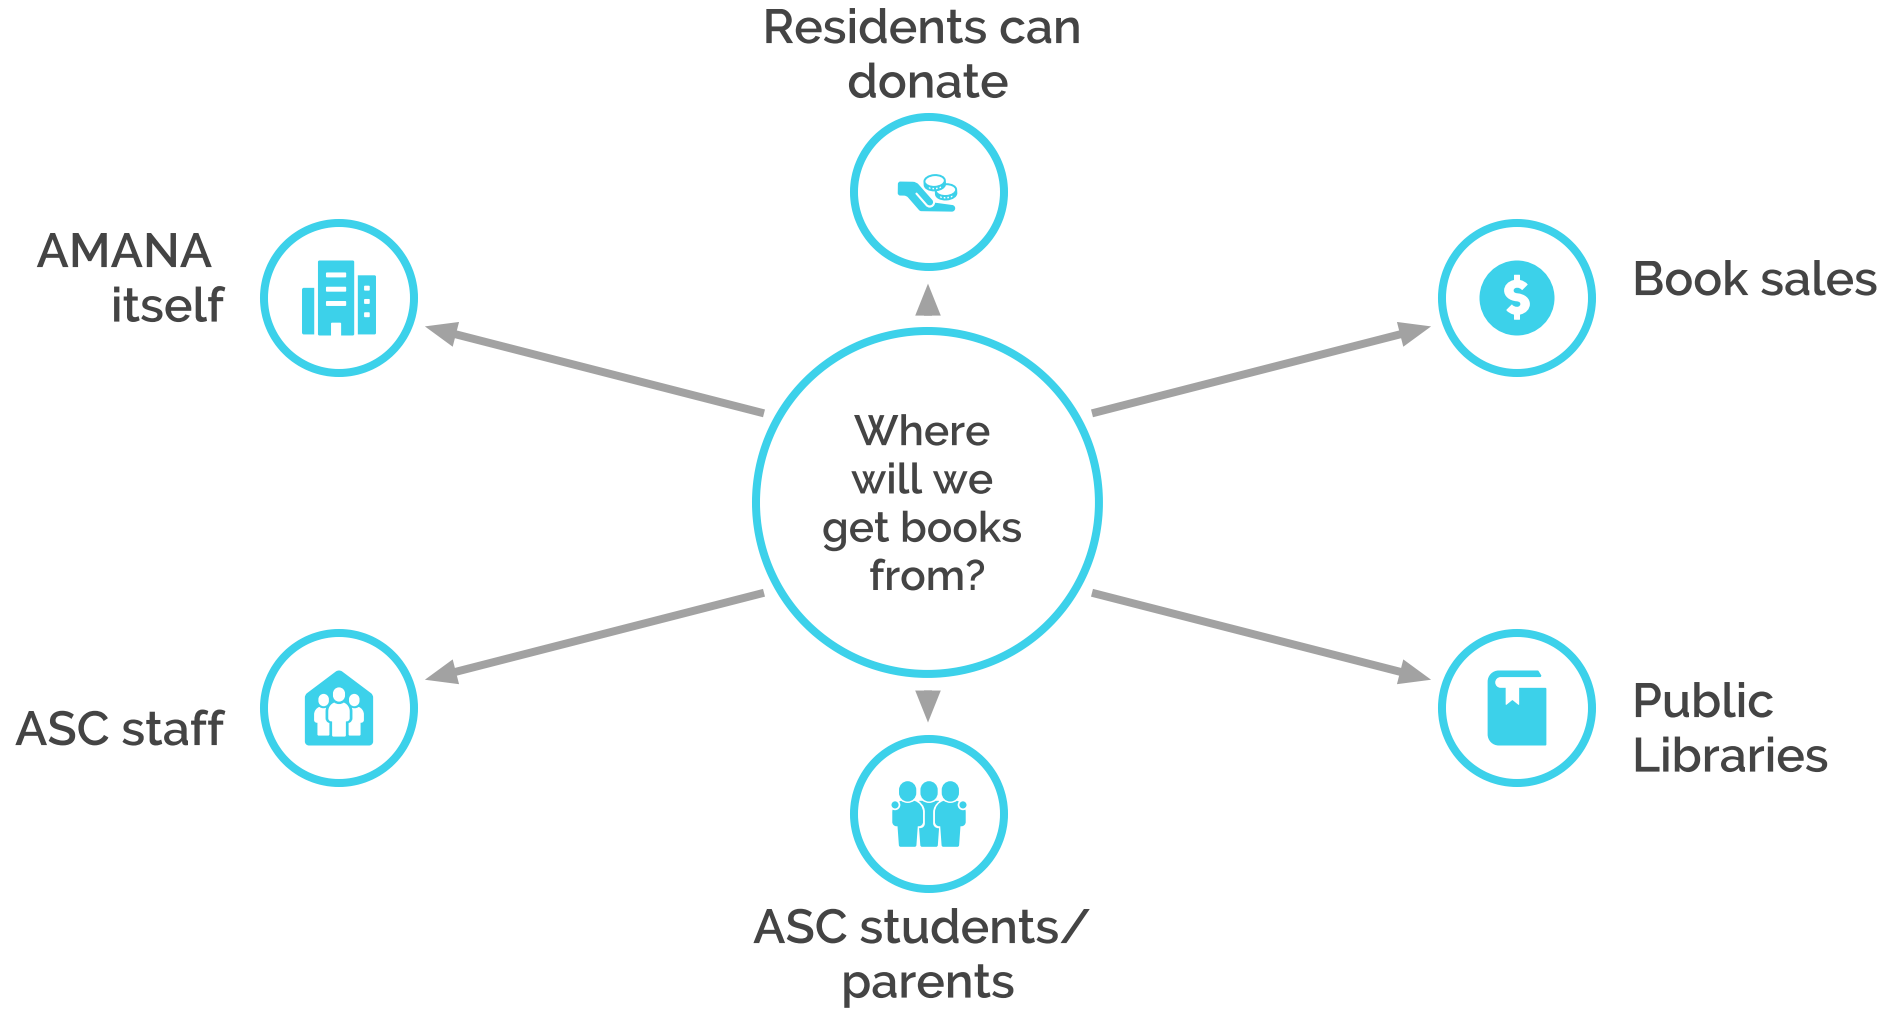 Residents can
donate
AMANA
itself
Book sales
Where
will we
get books
from?
ASC staff
Public
Libraries
ASC students/
parents